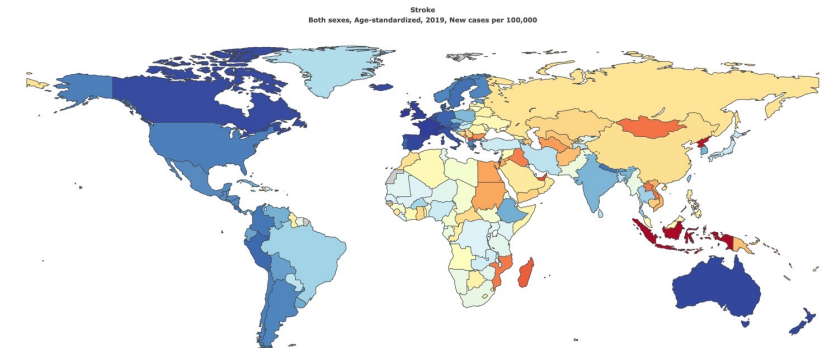 Stroke
Both sexes, Age-standardized, 2019, New cases per 100,000